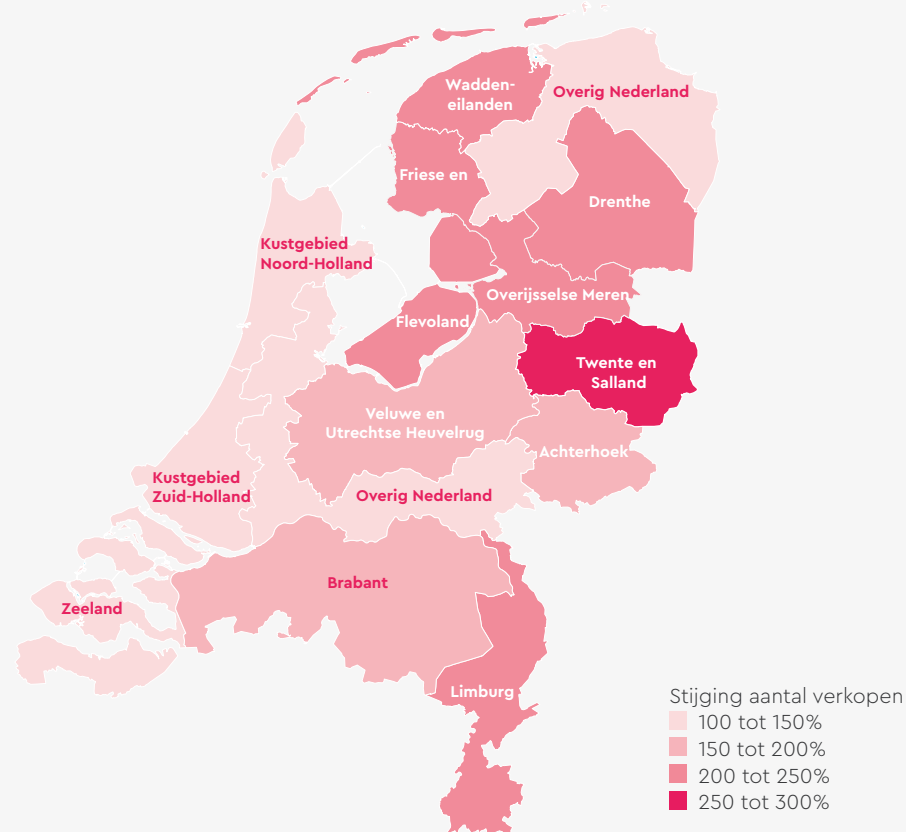 Wadden-
eilanden
Overig Nederland
Friese en
Drenthe
Kustgebied
Noord-Holland
Overijsselse Meren
Flevoland
Twente en
Salland
Veluwe en
Utrechtse Heuvelrug
Achterhoek
Kustgebied
Zuid-Holland
Overig Nederland
Brabant
Zeeland
Limburg
Stijging aantal verkopen
100 tot 150%
150 tot 200%
200 tot 250%
250 tot 300%